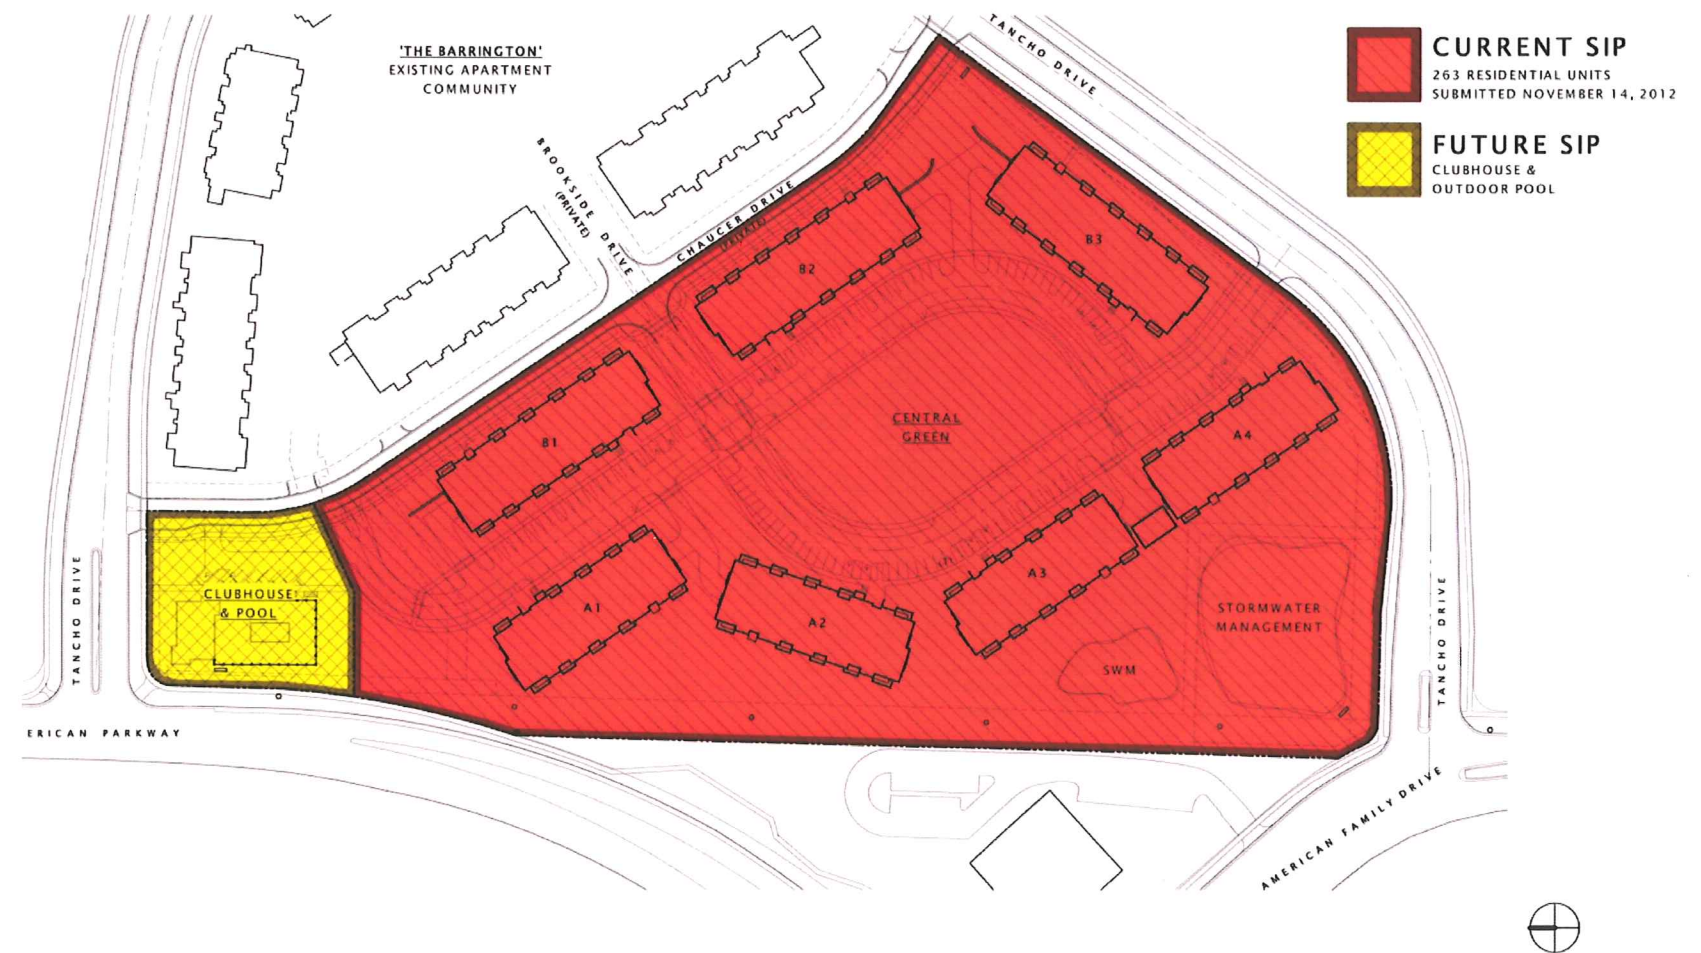 'THE BARRINGTON'
EXISTING APARTMENT
COMMUNITY
TANCHO DRIVE
CURRENT SIP
263 RESIDENTIAL UNITS
SUBMITTED NOVEMBER 14, 2012
FUTURE SIP
CLUBHOUSE &
OUTDOOR POOL
BROOKSIDE DRIVE
(PRIVATE)
CHAUCER DRIVE
(PRIVATE)
B3
B2
CENTRAL
GREEN
A4
B1
A3
CLUBHOUSE
& POOL
A1
A2
STORMWATER
MANAGEMENT
SWM
TANCHO DRIVE
TANCHO DRIVE
ERICAN PARKWAY
AMERICAN FAMILY DRIVE